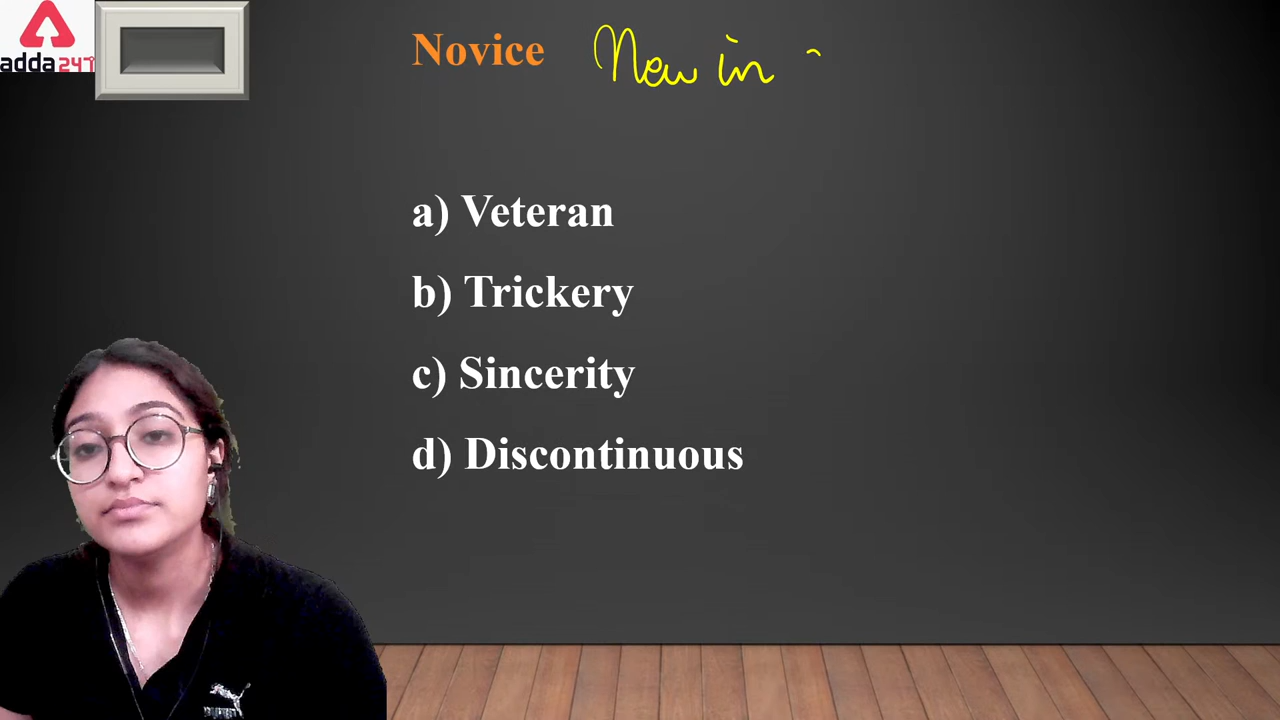 adda247
Novice New in
a) Veteran
b) Trickery
c) Sincerity
d) Discontinuous